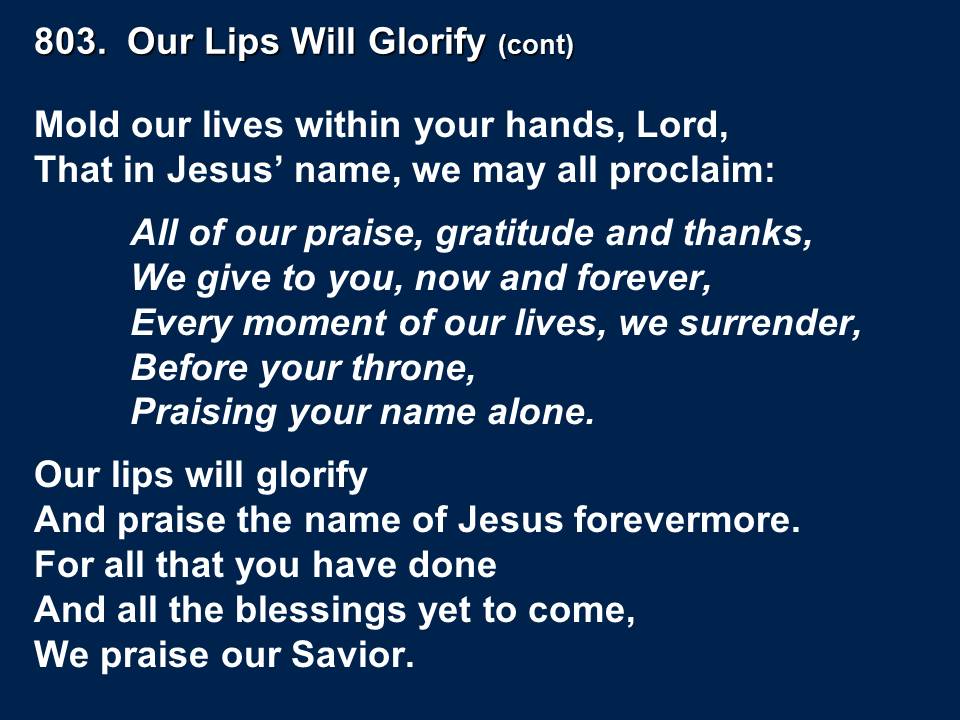 803. Our Lips Will Glorify (cont)
Mold our lives within your hands, Lord,
That in Jesus’ name, we may all proclaim:
All of our praise, gratitude and thanks,
We give to you, now and forever,
Every moment of our lives, we surrender,
Before your throne,
Praising your name alone.
Our lips will glorify
And praise the name of Jesus forevermore.
For all that you have done
And all the blessings yet to come,
We praise our Savior.